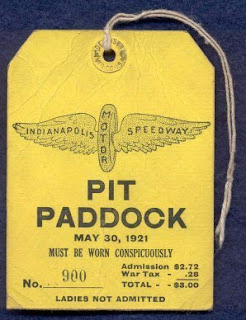 INDIANAPOLIS MOTOR SPEEDWAY
PIT
PADDOCK
MAY 30, 1921
MUST BE WORN CONSPICUOUSLY
Admission $2.72
War Tax - .28
No. 900 TOTAL - -$3.00
LADIES NOT ADMITTED